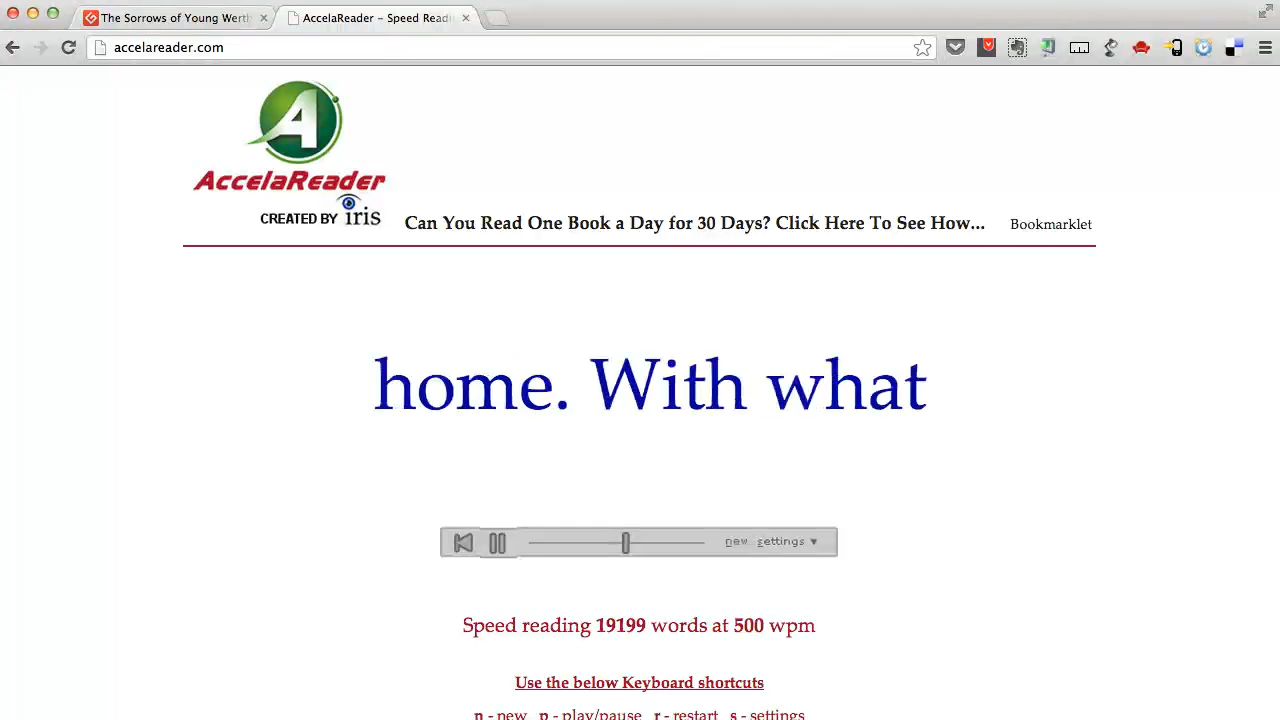 The Sorrows of Young Werth
AccelaReader - Speed Read
accelareader.com
A
AccelaReader
CREATED BY iris
Can You Read One Book a Day for 30 Days? Click Here To See How...
Bookmarklet
home. With what
new settings ▼
Speed reading 19199 words at 500 wpm
Use the below Keyboard shortcuts
n - new p - play/pause r - restart s - settings